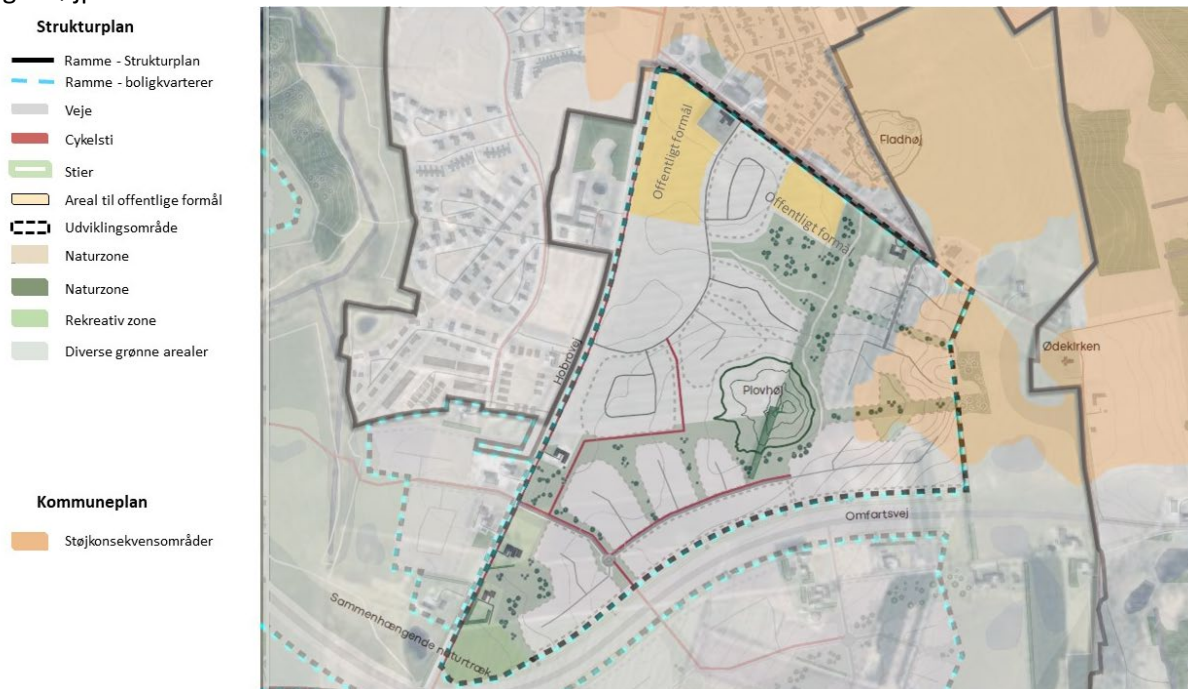 Strukturplan
Ramme - Strukturplan
Ramme - boligkvarterer
Veje
Cykelsti
Stier
Areal til offentlige formål
Udviklingsområde
Naturzone
Naturzone
Rekreativ zone
Diverse grønne arealer
Kommuneplan
Støjkonsekvensområder
Offentligt formål
Offentligt formål
Fladhøj
Hobrovej
Plovhøj
Ødekirken
Omfartsvej
Sammenhængende naturtræk